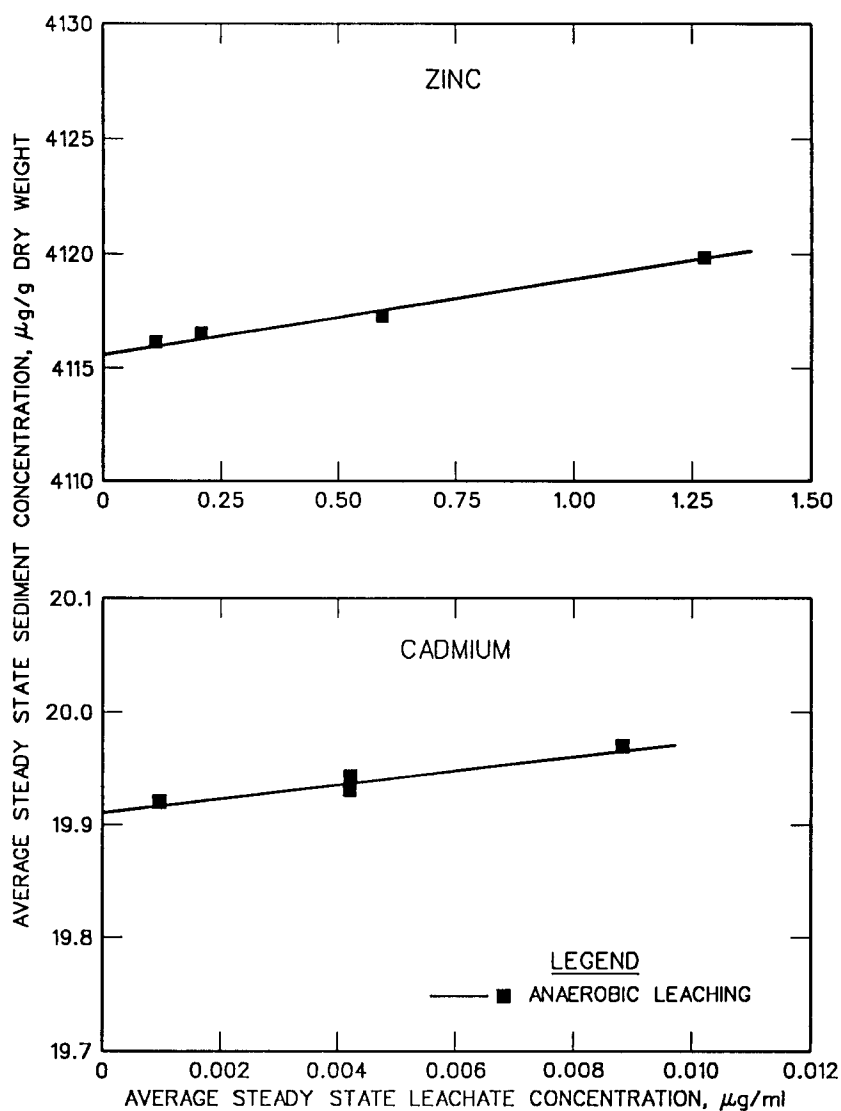 AVERAGE STEADY STATE SEDIMENT CONCENTRATION, μg/g DRY WEIGHT
4130
4125
4120
4115
4110
ZINC
0 0.25 0.50 0.75 1.00 1.25 1.50
20.1
20.0
19.9
19.8
19.7
CADMIUM
LEGEND
ANAEROBIC LEACHING
0 0.002 0.004 0.006 0.008 0.010 0.012
AVERAGE STEADY STATE LEACHATE CONCENTRATION, μg/ml